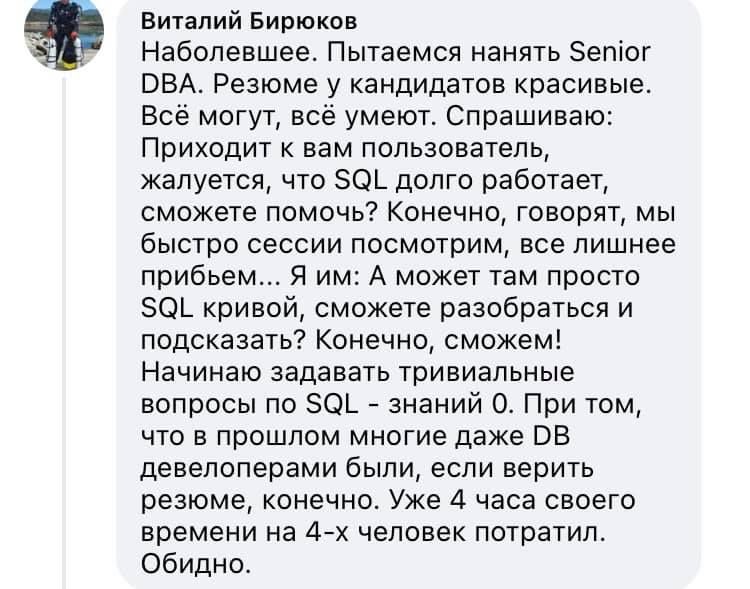 Виталий Бирюков
Наболевшее. Пытаемся нанять Senior
DBA. Резюме у кандидатов красивые.
Всё могут, всё умеют. Спрашиваю:
Приходит к вам пользователь,
жалуется, что SQL долго работает,
сможете помочь? Конечно, говорят, мы
быстро сессии посмотрим, все лишнее
прибьем... Я им: А может там просто
SQL кривой, сможете разобраться и
подсказать? Конечно, сможем!
Начинаю задавать тривиальные
вопросы по SQL - знаний 0. При том,
что в прошлом многие даже DB
девелоперами были, если верить
резюме, конечно. Уже 4 часа своего
времени на 4-х человек потратил.
Обидно.